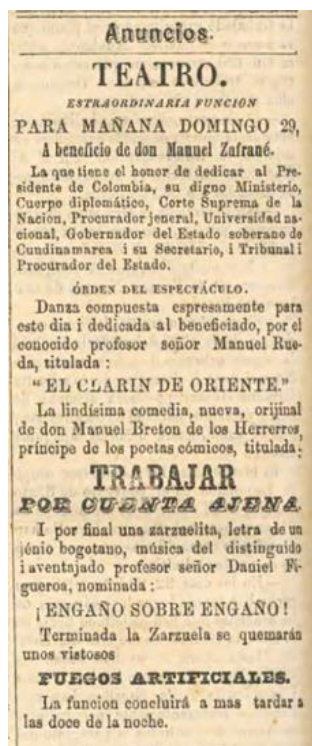 Anuncios.
TEATRO.
ESTRAORDINARIA FUNCION
PARA MAÑANA DOMINGO 29,
A beneficio de don Manuel Zafrané.
La que tiene el honor de dedicar al Pre-
sidente de Colombia, su digno Ministerio,
Cuerpo diplomático, Corte Suprema de la
Nacion, Procurador jeneral, Universidad na-
cional, Gobernador del Estado soberano de
Cundinamarca i su Secretario, i Tribunal i
Procurador del Estado.
ÓRDEN DEL ESPECTÁCULO.
Danza compuesta espresamente para
este dia i dedicada al beneficiado, por el
conocido profesor señor Manuel Rue-
da, titulada :
"EL CLARIN DE ORIENTE."
La lindísima comedia, nueva, orijinal
de don Manuel Breton de los Herrerros,
príncipe de los poetas cómicos, titulada:
TRABAJAR
POR CUENTA AJENA.
I por final una zarzuelita, letra de un
jénio bogotano, música del distinguido
i aventajado profesor señor Daniel Fi-
gueroa, nominada :
¡ENGAÑO SOBRE ENGAÑO!
Terminada la Zarzuela se quemarán
unos vistosos
FUEGOS ARTIFICIALES.
La funcion concluirá a mas tardar a
las doce de la noche.